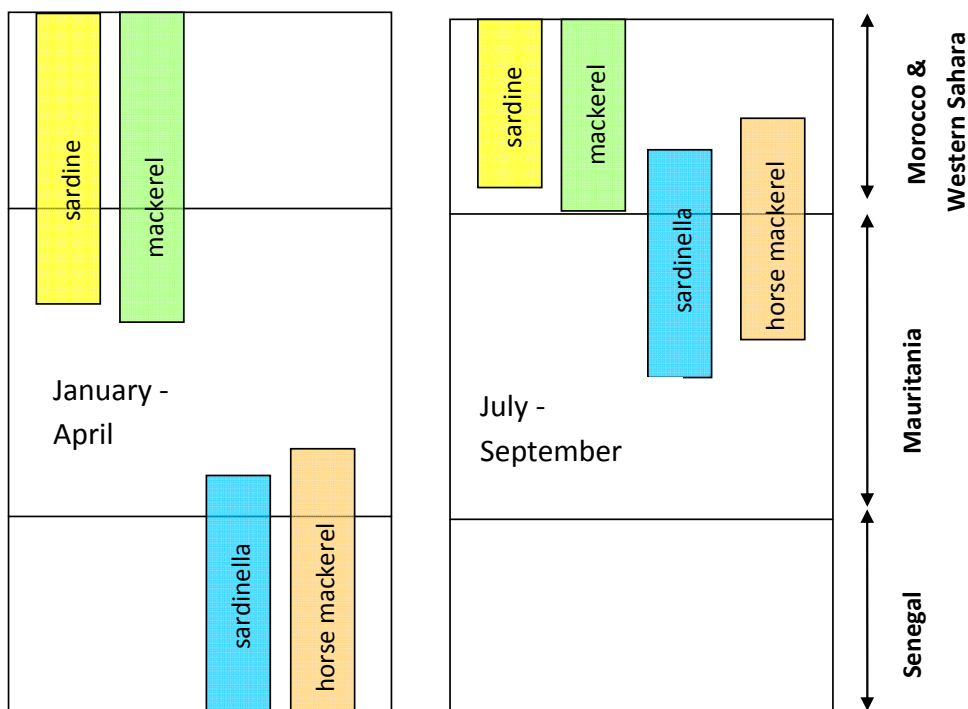 sardine
mackerel
January -
April
sardinella
horse mackerel
sardine
mackerel
sardinella
horse mackerel
July -
September
Morocco &
Western Sahara
Mauritania
Senegal